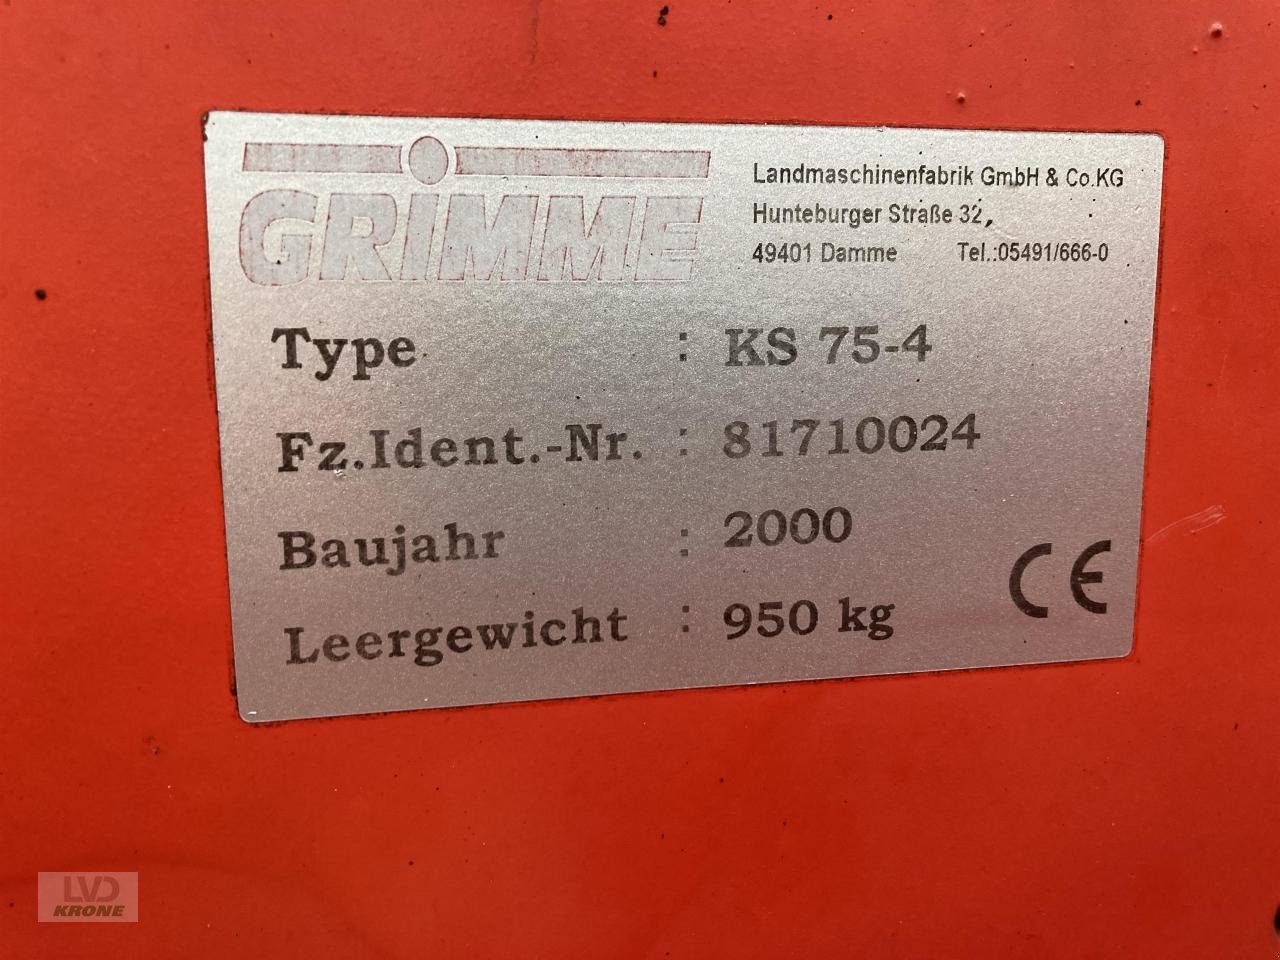 GRIMME
Landmaschinenfabrik GmbH & Co.KG
Hunteburger Straße 32,
49401 Damme Tel.:05491/666-0
Type : KS 75-4
Fz.Ident.-Nr. : 81710024
Baujahr : 2000
Leergewicht : 950 kg
CE
LVD
KRONE